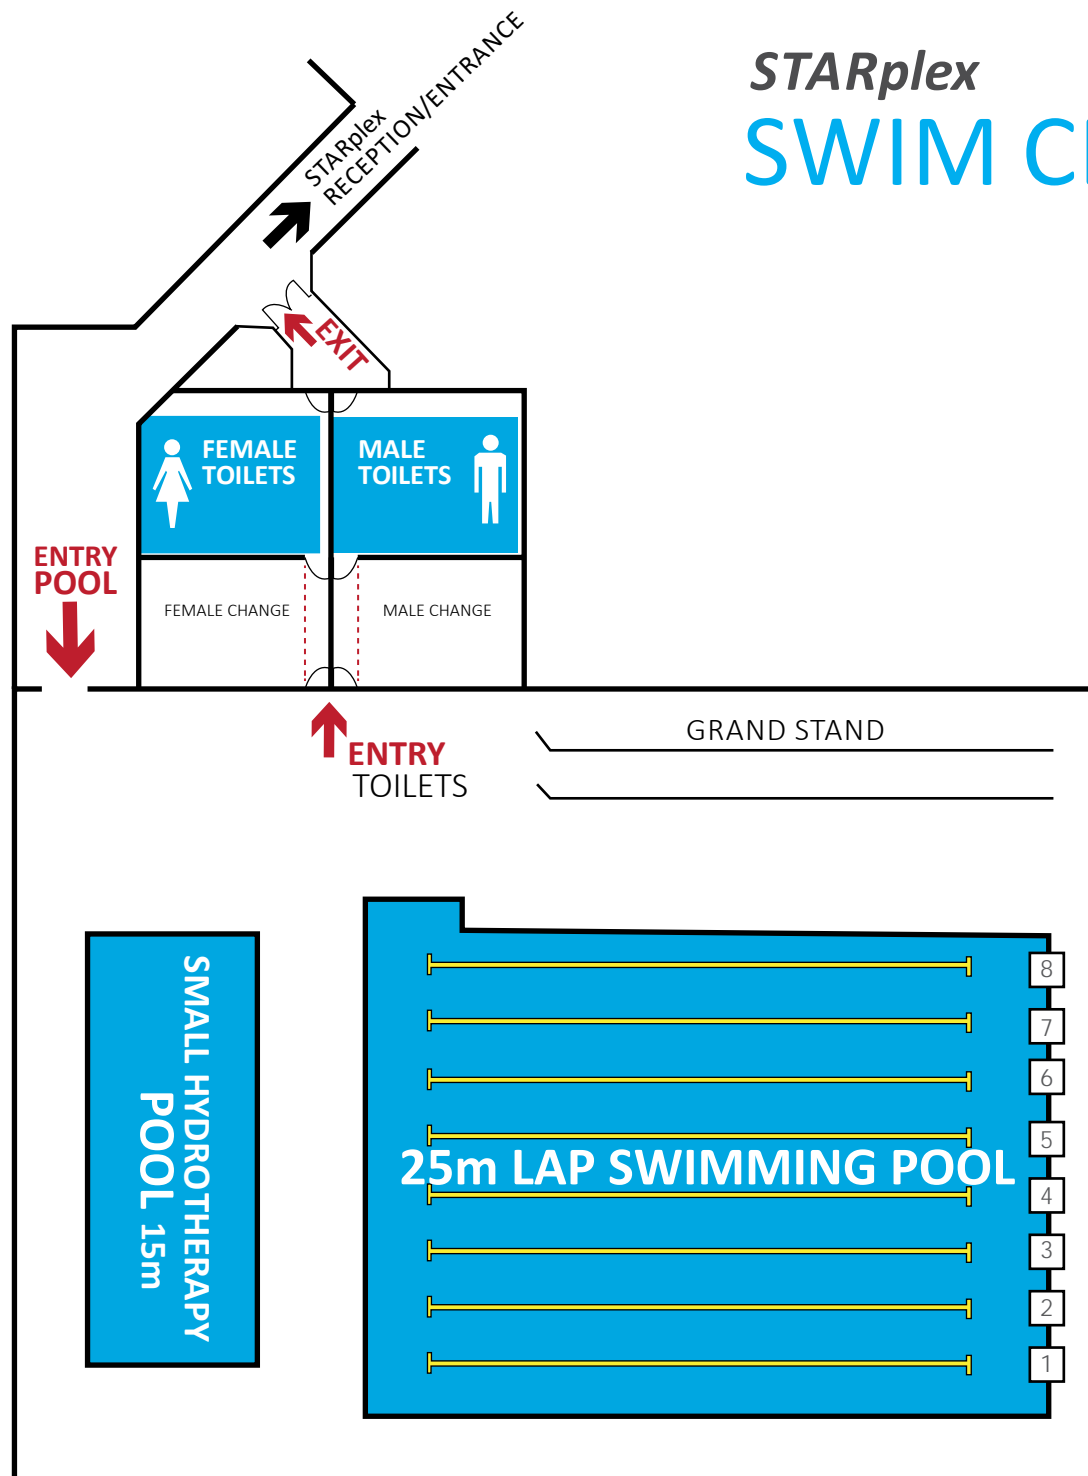 STARplex
SWIM C
STARplex
RECEPTION/ENTRANCE
EXIT
FEMALE
TOILETS
MALE
TOILETS
ENTRY
POOL
FEMALE CHANGE
MALE CHANGE
ENTRY
TOILETS
GRAND STAND
SMALL HYDROTHERAPY
POOL 15m
25m LAP SWIMMING POOL
8
7
6
5
4
3
2
1